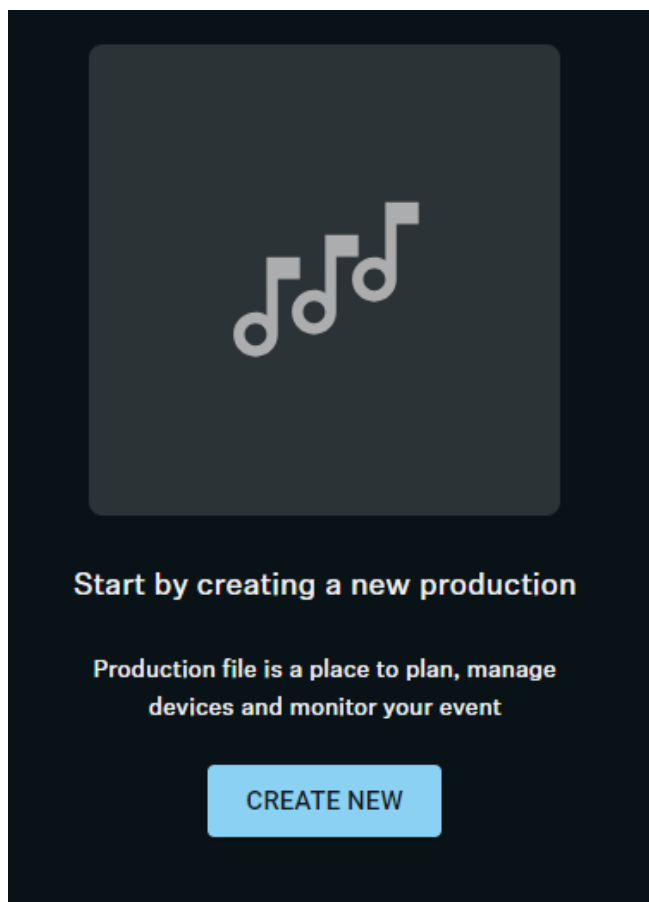 Start by creating a new production
Production file is a place to plan, manage
devices and monitor your event
CREATE NEW